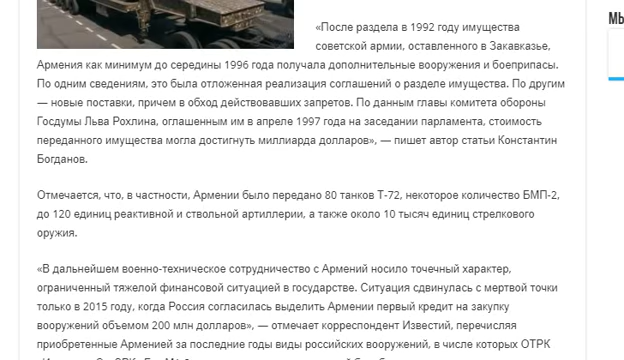 МЫ
«После раздела в 1992 году имущества
советской армии, оставленного в Закавказье,
Армения как минимум до середины 1996 года получала дополнительные вооружения и боеприпасы.
По одним сведениям, это была отложенная реализация соглашений о разделе имущества. По другим
— новые поставки, причем в обход действовавших запретов. По данным главы комитета обороны
Госдумы Льва Рохлина, оглашенным им в апреле 1997 года на заседании парламента, стоимость
переданного имущества могла достигнуть миллиарда долларов», — пишет автор статьи Константин
Богданов.
Отмечается, что, в частности, Армении было передано 80 танков Т-72, некоторое количество БМП-2,
до 120 единиц реактивной и ствольной артиллерии, а также около 10 тысяч единиц стрелкового
оружия.
«В дальнейшем военно-техническое сотрудничество с Арменией носило точечный характер,
ограниченный тяжелой финансовой ситуацией в государстве. Ситуация сдвинулась с мертвой точки
только в 2015 году, когда Россия согласилась выделить Армении первый кредит на закупку
вооружений объемом 200 млн долларов», — отмечает корреспондент Известий, перечисляя
приобретенные Арменией за последние годы виды российских вооружений, в числе которых ОТРК